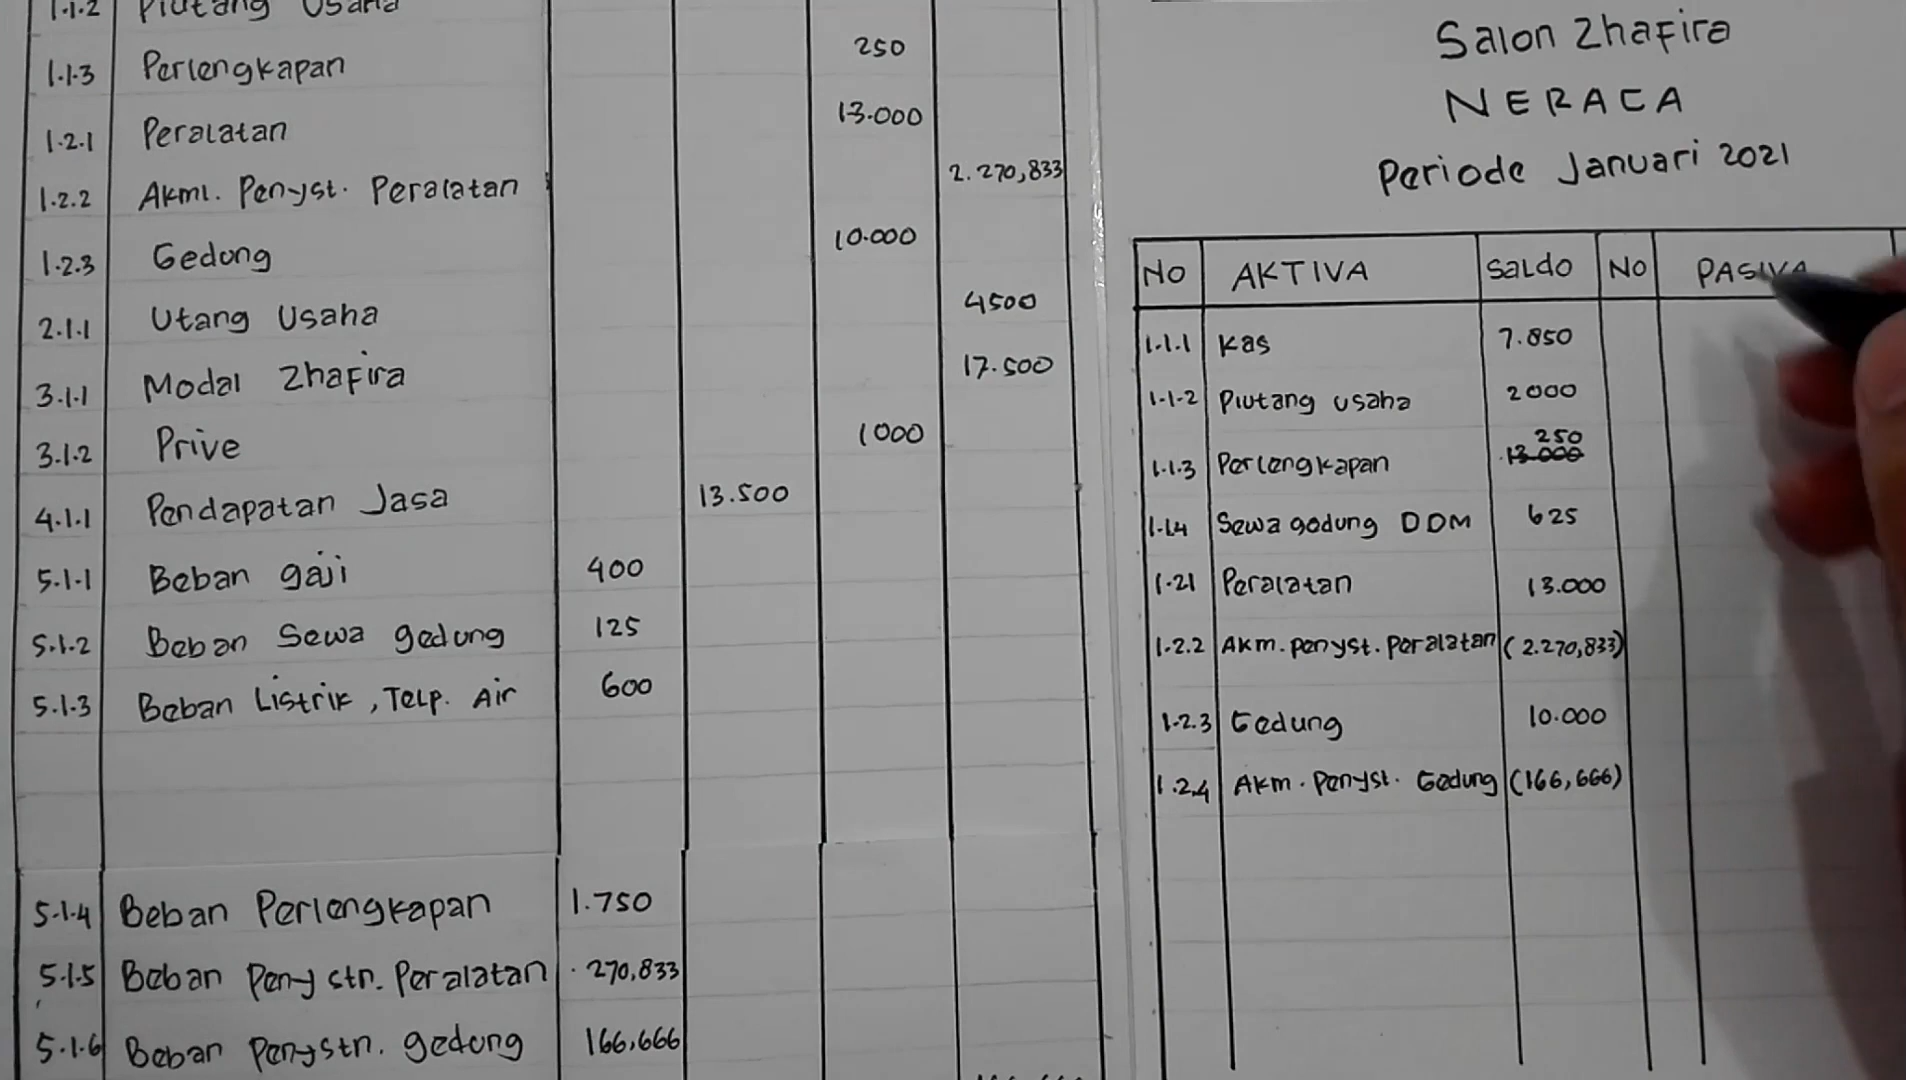 1.1.2 Piutang Usaha
1.1.3 Perlengkapan 250
1.2.1 Peralatan 13.000
1.2.2 Akml. Penyst. Peralatan 2.270,833
1.2.3 Gedong 10.000
2.1.1 Utang Usaha 4500
3.1.1 Modal Zhafira 17.500
3.1.2 Prive 1000
4.1.1 Pendapatan Jasa 13.500
5.1.1 Beban gaji 400
5.1.2 Beban Sewa gedung 125
5.1.3 Beban Listrik, Telp. Air 600
5.1.4 Beban Perlengkapan 1.750
5.1.5 Beban Penystn. Peralatan 270,833
5.1.6 Beban Penystn. gedung 166,666
Salon Zhafira
NERACA
Periode Januari 2021
No AKTIVA Saldo No PASIVA
1.1.1 Kas 7.850
1.1.2 Piutang usaha 2000
250
1.1.3 Perlengkapan 13.000
1.1.4 Sewa gedung DDM 625
1.21 Peralatan 13.000
1.2.2 Akm. penyst. peralatan (2.270,833)
1.2.3 Gedung 10.000
1.2.4 Akm. Penyst. Gedung (166,666)